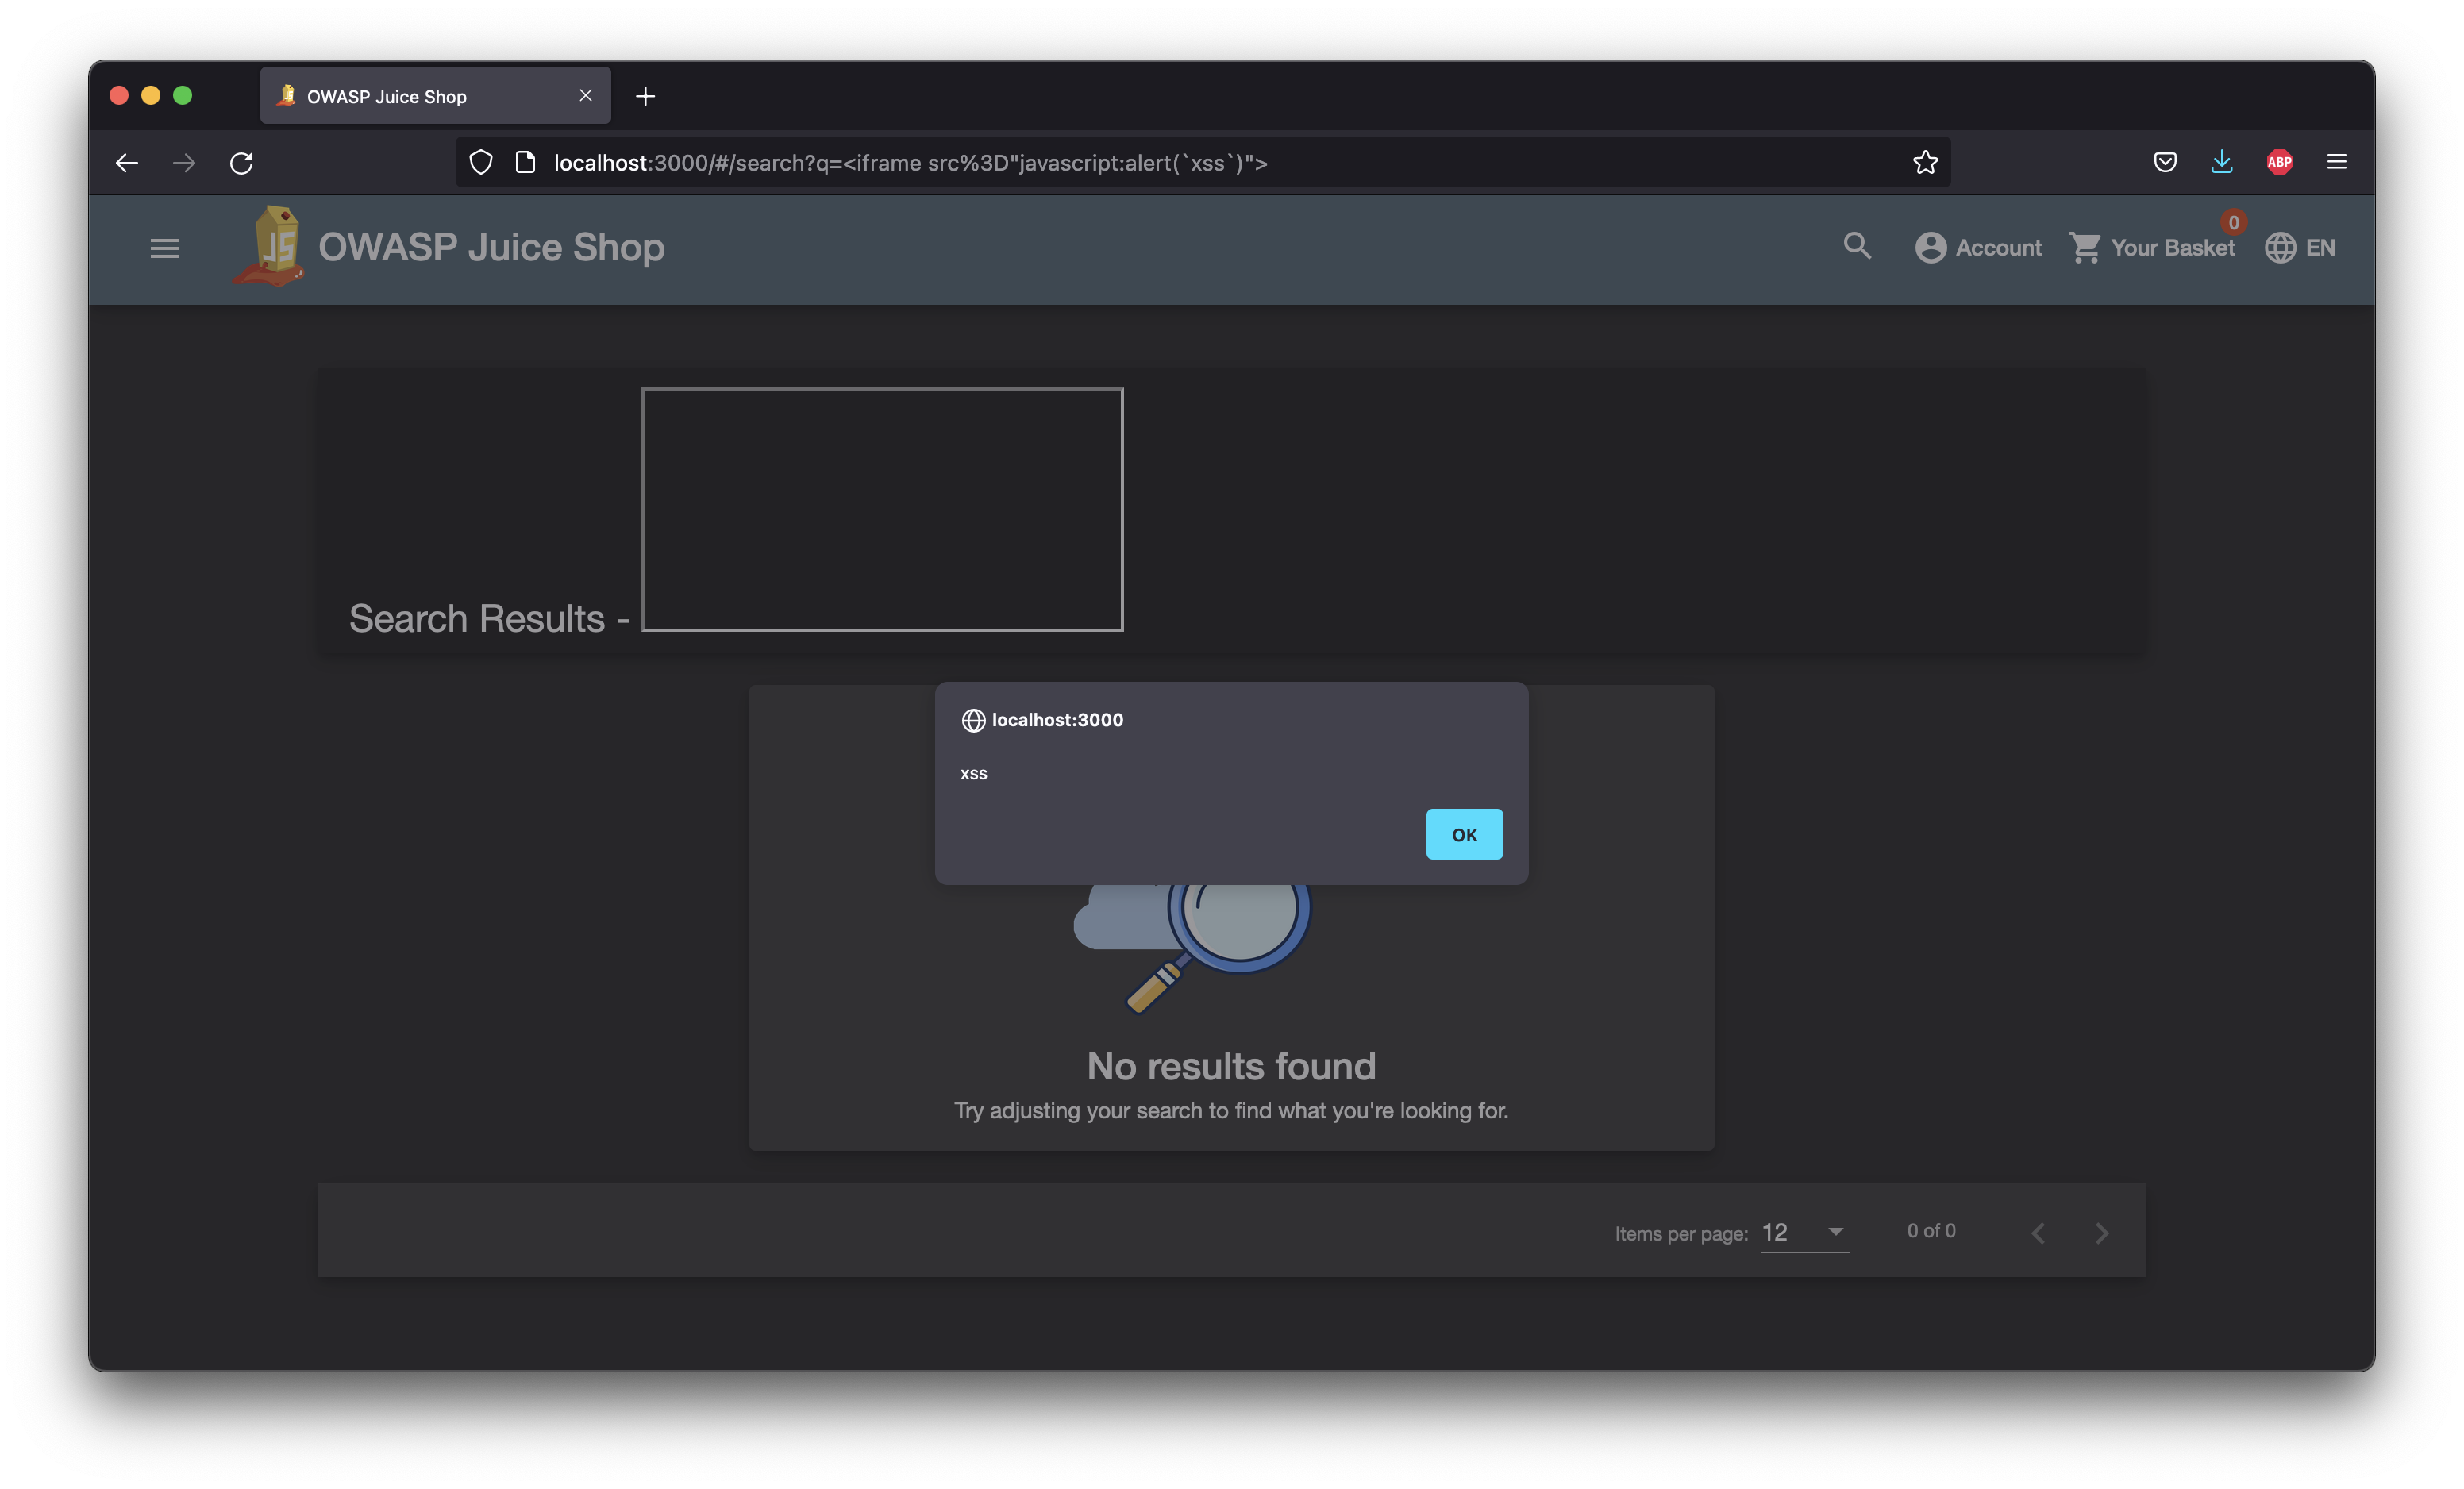 OWASP Juice Shop
localhost:3000/#/search?q=<iframe src%3D"javascript:alert(`xss`)">
ABP
JS
OWASP Juice Shop
Account
0
Your Basket
EN
Search Results -
localhost:3000
xss
OK
No results found
Try adjusting your search to find what you're looking for.
Items per page: 12
0 of 0